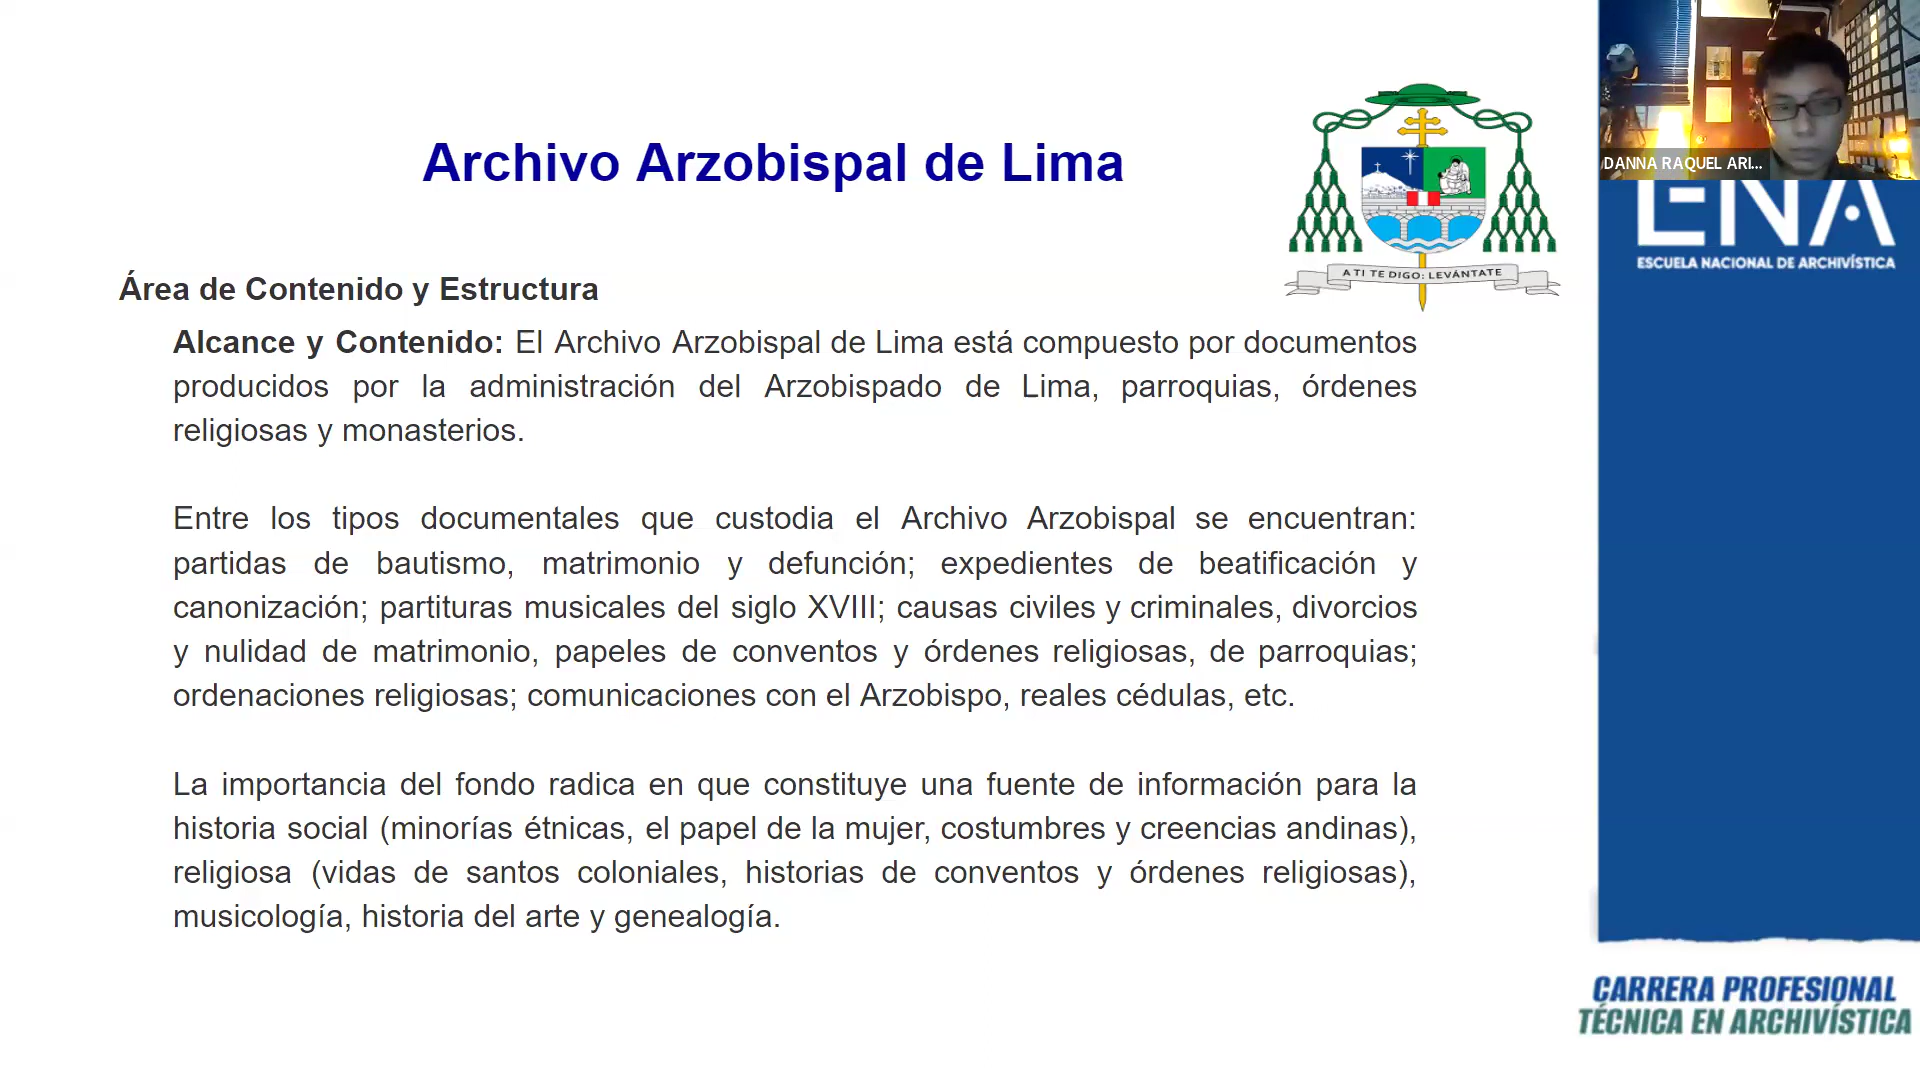 Archivo Arzobispal de Lima
A TI TE DIGO: LEVÁNTATE
DANNA RAQUEL ARI...
ENA
ESCUELA NACIONAL DE ARCHIVÍSTICA
Área de Contenido y Estructura
Alcance y Contenido: El Archivo Arzobispal de Lima está compuesto por documentos
producidos por la administración del Arzobispado de Lima, parroquias, órdenes
religiosas y monasterios.
Entre los tipos documentales que custodia el Archivo Arzobispal se encuentran:
partidas de bautismo, matrimonio y defunción; expedientes de beatificación y
canonización; partituras musicales del siglo XVIII; causas civiles y criminales, divorcios
y nulidad de matrimonio, papeles de conventos y órdenes religiosas, de parroquias;
ordenaciones religiosas; comunicaciones con el Arzobispo, reales cédulas, etc.
La importancia del fondo radica en que constituye una fuente de información para la
historia social (minorías étnicas, el papel de la mujer, costumbres y creencias andinas),
religiosa (vidas de santos coloniales, historias de conventos y órdenes religiosas),
musicología, historia del arte y genealogía.
CARRERA PROFESIONAL
TÉCNICA EN ARCHIVÍSTICA